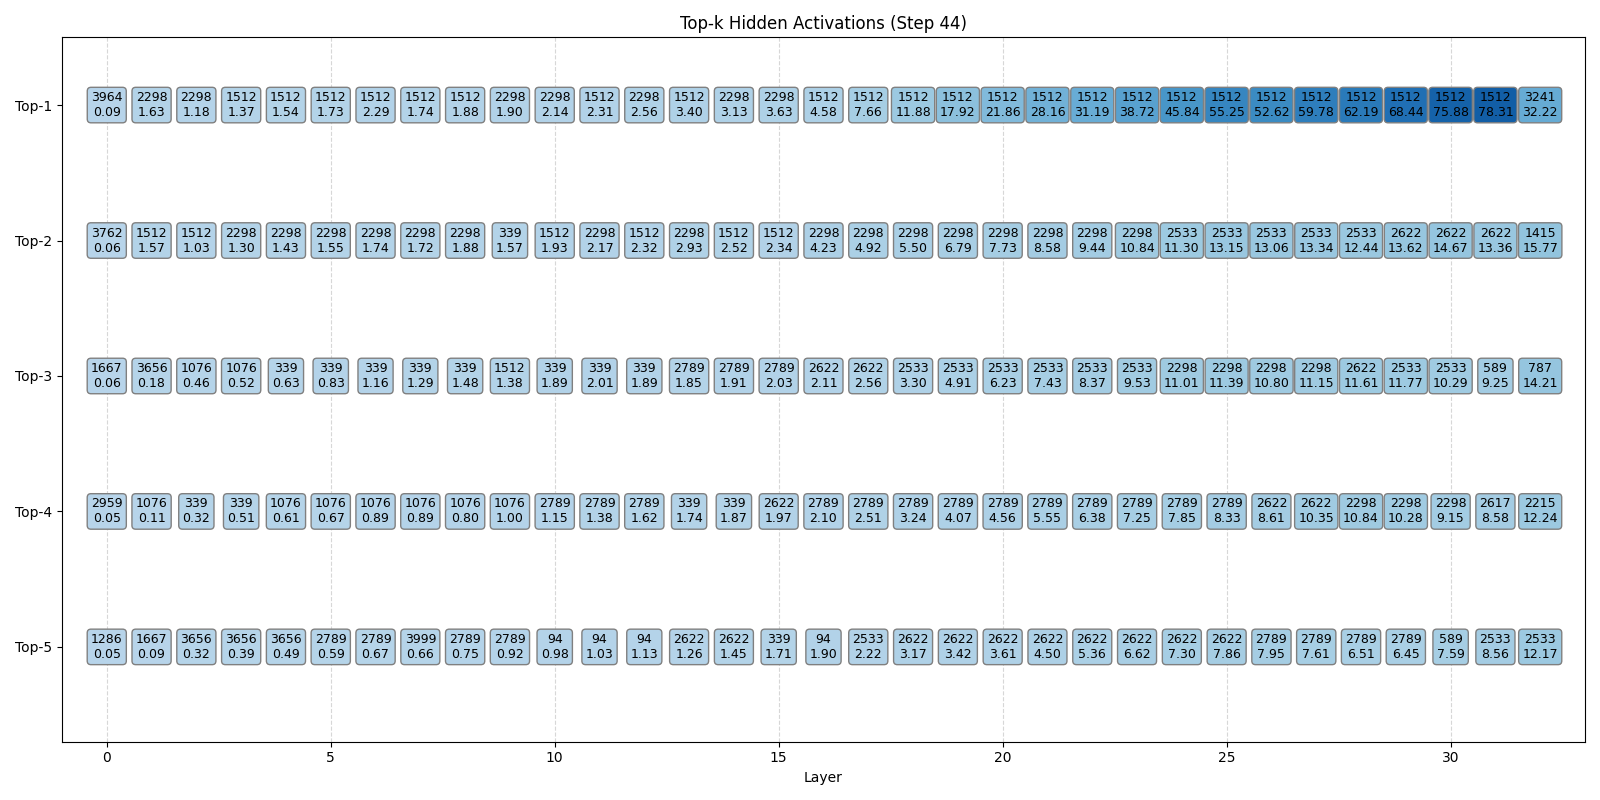 Top-k Hidden Activations (Step 44)
Top-1
3964 2298 2298 1512 1512 1512 1512 1512 1512 2298 2298 1512 2298 1512 2298 2298 1512 1512 1512 1512 1512 1512 1512 1512 1512 1512 1512 1512 1512 1512 1512 1512 3241
0.09 1.63 1.18 1.37 1.54 1.73 2.29 1.74 1.88 1.90 2.14 2.31 2.56 3.40 3.13 3.63 4.58 7.66 11.88 17.92 21.86 28.16 31.19 38.72 45.84 55.25 52.62 59.78 62.19 68.44 75.88 78.31 32.22
Top-2
3762 1512 1512 2298 2298 2298 2298 2298 2298 339 1512 2298 1512 2298 1512 1512 2298 2298 2298 2298 2298 2298 2298 2298 2533 2533 2533 2533 2533 2622 2622 2622 1415
0.06 1.57 1.03 1.30 1.43 1.55 1.74 1.72 1.88 1.57 1.93 2.17 2.32 2.93 2.52 2.34 4.23 4.92 5.50 6.79 7.73 8.58 9.44 10.84 11.30 13.15 13.06 13.34 12.44 13.62 14.67 13.36 15.77
Top-3
1667 3656 1076 1076 339 339 339 339 339 1512 339 339 339 2789 2789 2789 2622 2622 2533 2533 2533 2533 2533 2533 2298 2298 2298 2298 2622 2533 2533 589 787
0.06 0.18 0.46 0.52 0.63 0.83 1.16 1.29 1.48 1.38 1.89 2.01 1.89 1.85 1.91 2.03 2.11 2.56 3.30 4.91 6.23 7.43 8.37 9.53 11.01 11.39 10.80 11.15 11.61 11.77 10.29 9.25 14.21
Top-4
2959 1076 339 339 1076 1076 1076 1076 1076 1076 2789 2789 2789 339 339 2622 2789 2789 2789 2789 2789 2789 2789 2789 2789 2789 2622 2622 2298 2298 2298 2617 2215
0.05 0.11 0.32 0.51 0.61 0.67 0.89 0.89 0.80 1.00 1.15 1.38 1.62 1.74 1.87 1.97 2.10 2.51 3.24 4.07 4.56 5.55 6.38 7.25 7.85 8.33 8.61 10.35 10.84 10.28 9.15 8.58 12.24
Top-5
1286 1667 3656 3656 3656 2789 2789 3999 2789 2789 94 94 94 2622 2622 339 94 2533 2622 2622 2622 2622 2622 2622 2622 2622 2789 2789 2789 2789 589 2533 2533
0.05 0.09 0.32 0.39 0.49 0.59 0.67 0.66 0.75 0.92 0.98 1.03 1.13 1.26 1.45 1.71 1.90 2.22 3.17 3.42 3.61 4.50 5.36 6.62 7.30 7.86 7.95 7.61 6.51 6.45 7.59 8.56 12.17
0 5 10 15 20 25 30
Layer